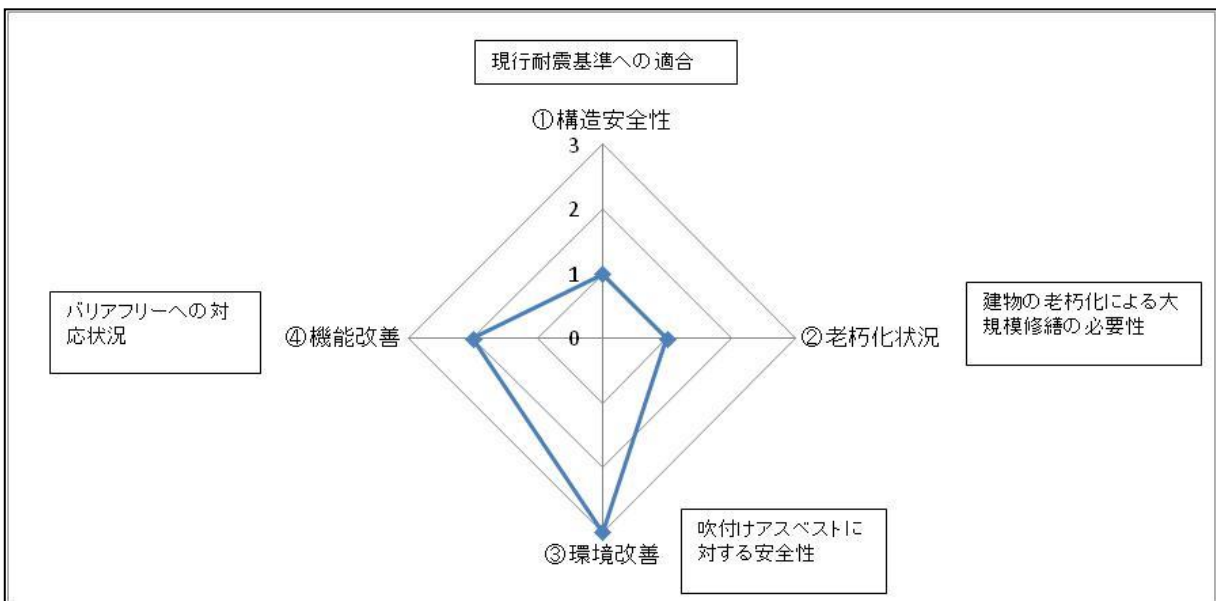 現行耐震基準への適合
①構造安全性
3
2
1
0
バリアフリーへの対
応状況
④機能改善
②老朽化状況
建物の老朽化による大
規模修繕の必要性
③環境改善
吹付けアスベストに
対する安全性